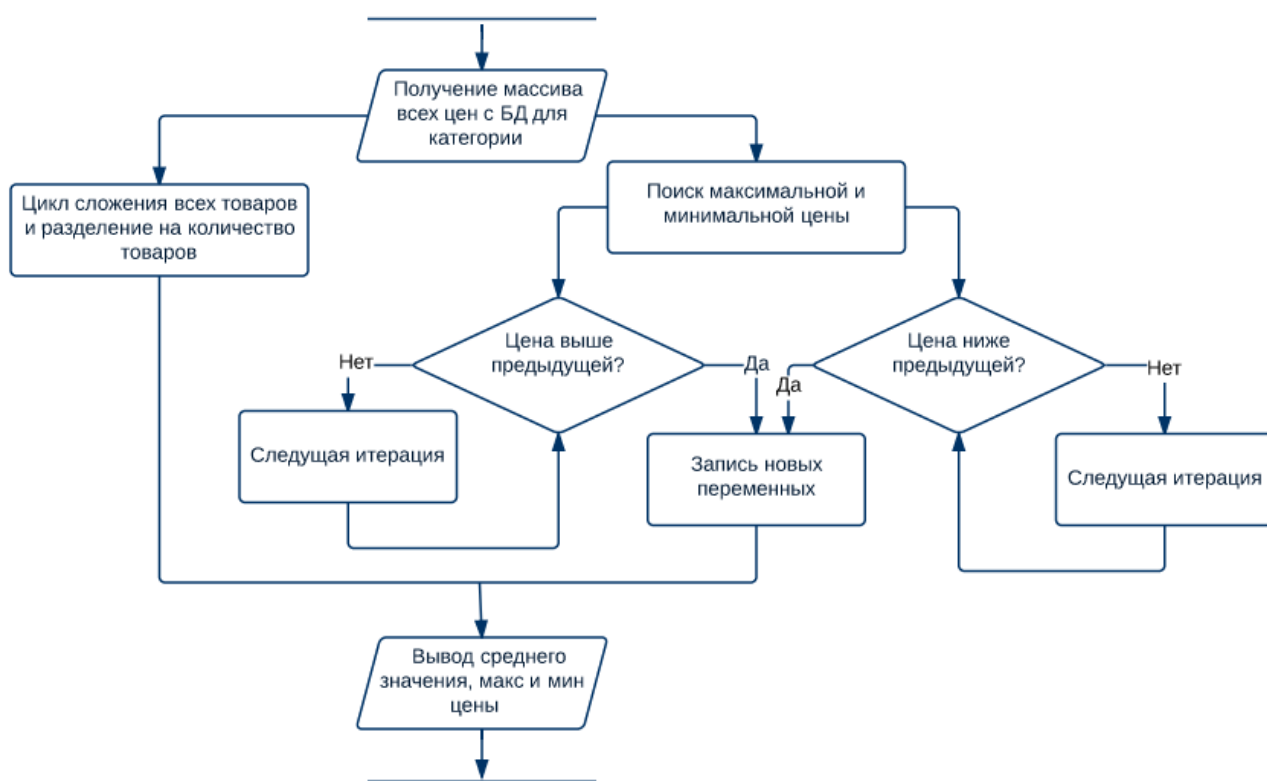 Получение массива
всех цен с БД для
категории
Цикл сложения всех товаров
и разделение на количество
товаров
Поиск максимальной и
минимальной цены
Цена выше
предыдущей?
Нет
Да
Цена ниже
предыдущей?
Да
Нет
Следущая итерация
Запись новых
переменных
Следущая итерация
Вывод среднего
значения, макс и мин
цены